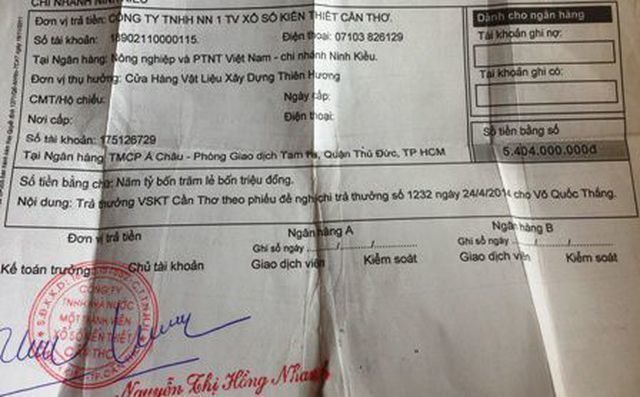 CHI NHÁNH NINH KIỀU
Đơn vị trả tiền: CÔNG TY TNHH NN 1 TV XỔ SỐ KIẾN THIẾT CẦN THƠ.
Số tài khoản: 18902110000115. Điện thoại: 07103 826129
Tại Ngân hàng: Nông nghiệp và PTNT Việt Nam - chi nhánh Ninh Kiều.
Đơn vị thụ hưởng: Cửa Hàng Vật Liệu Xây Dựng Thiên Hương
CMT/Hộ chiếu: Ngày cấp:
Nơi cấp: Điện thoại:
Số tài khoản: 175126729
Tại Ngân hàng TMCP Á Châu - Phòng Giao dịch Tam Hà, Quận Thủ Đức, TP HCM
Dành cho ngân hàng
Tài khoản ghi nợ:
Tài khoản ghi có:
Số tiền bằng số
5.404.000.000đ
Số tiền bằng chữ: Năm tỷ bốn trăm lẻ bốn triệu đồng.
Nội dung: Trả thưởng VSKT Cần Thơ theo phiếu đề nghị chi trả thưởng số 1232 ngày 24/4/2014 cho Võ Quốc Thắng.
Đơn vị trả tiền
Kế toán trưởng Chủ tài khoản
Ngân hàng A
Ghi sổ ngày ....../....../......
Giao dịch viên Kiểm soát
Ngân hàng B
Ghi sổ ngày ....../....../......
Giao dịch viên Kiểm soát
CÔNG TY
TNHH NHÀ NƯỚC
MỘT THÀNH VIÊN
XỔ SỐ KIẾN THIẾT
CẦN THƠ
Nguyễn Thị Hồng Nhanh